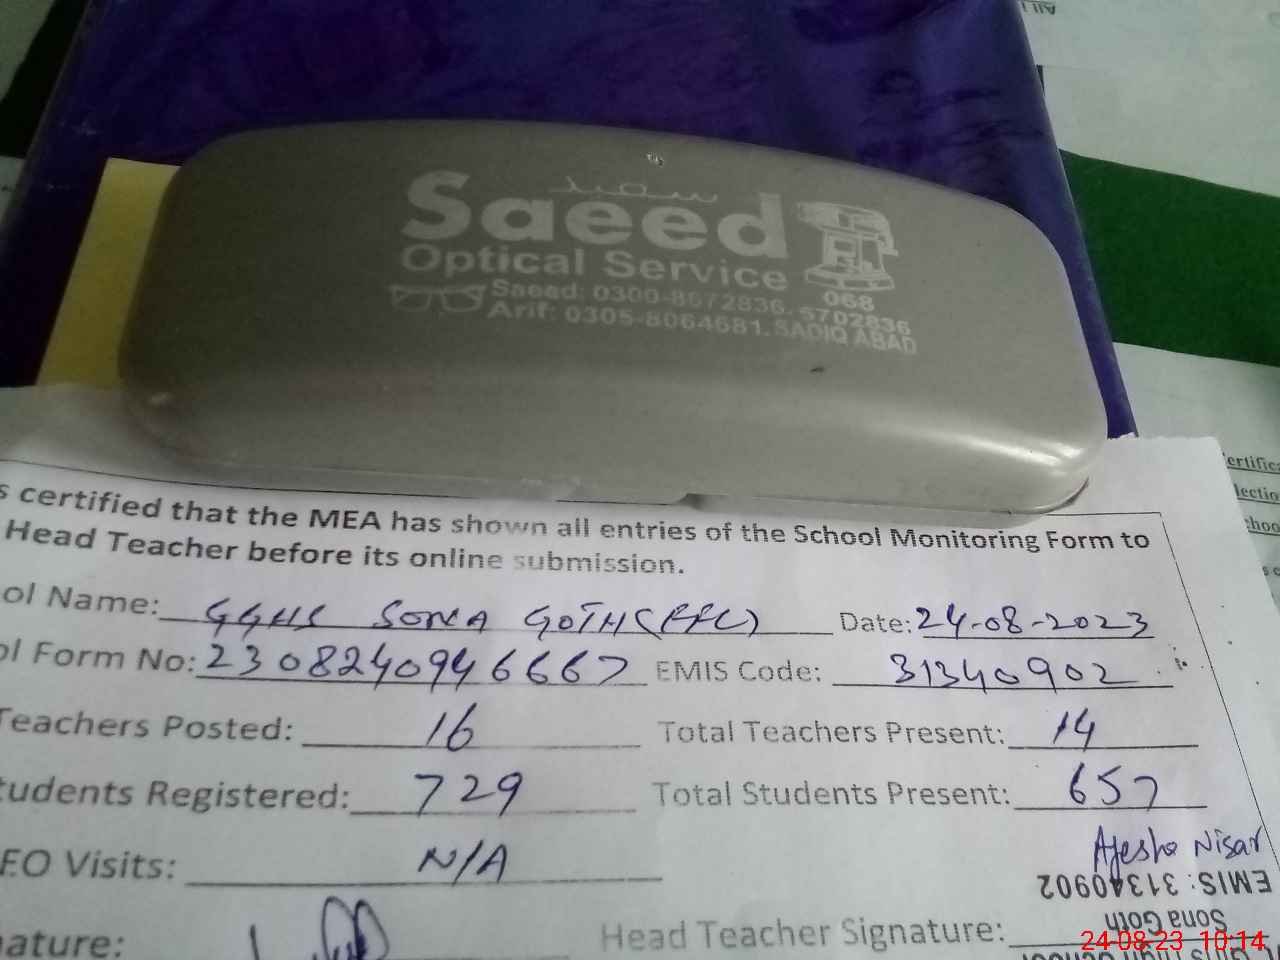 سعید
Saeed
Optical Service
068
Saeed: 0300-8672836, 5702836
Arif: 0305-8064681. SADIQ ABAD
s certified that the MEA has shown all entries of the School Monitoring Form to
Head Teacher before its online submission.
ol Name: GGHS SONA GOTH (EFC) Date: 24-08-2023
ol Form No: 2308240946667 EMIS Code: 31340902
Teachers Posted: 16 Total Teachers Present: 14
tudents Registered: 729 Total Students Present: 657
EO Visits: N/A
Ayesha Nisar
EMIS: 31340902
Sona Goth
nature: Head Teacher Signature:
24-08-23 10:14